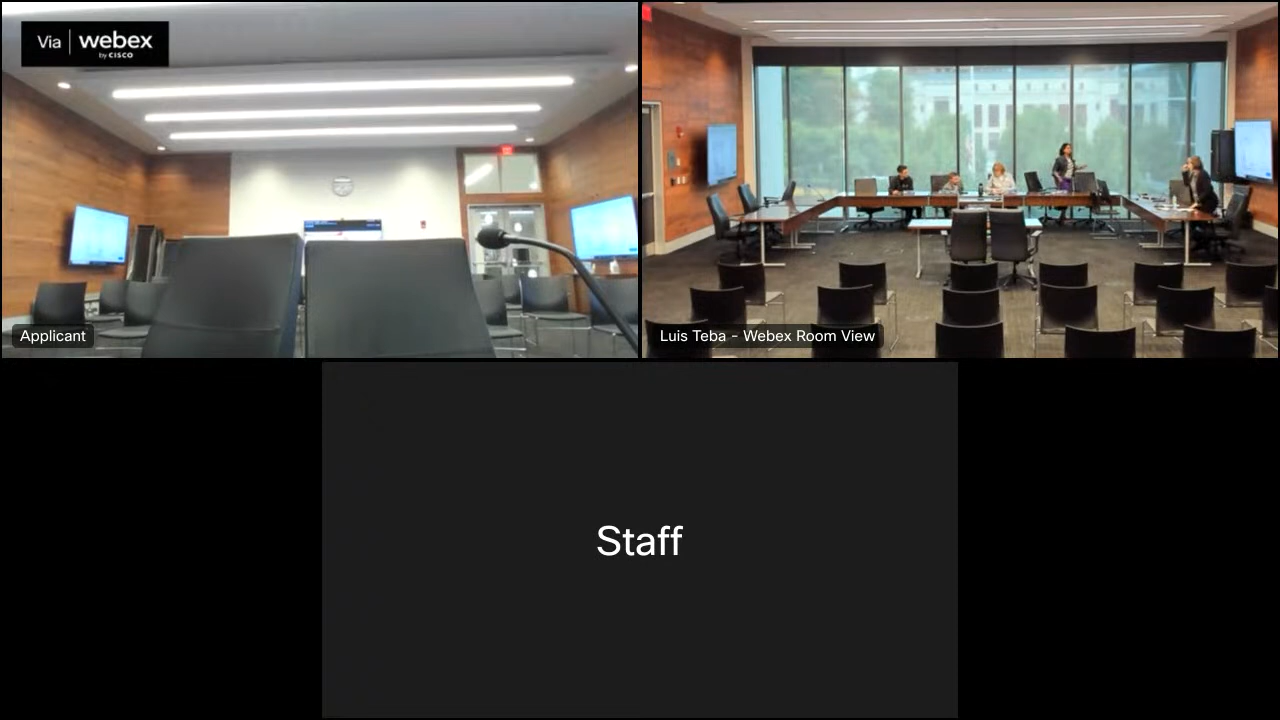 Via webex
by CISCO
Applicant
Luis Teba - Webex Room View
Staff